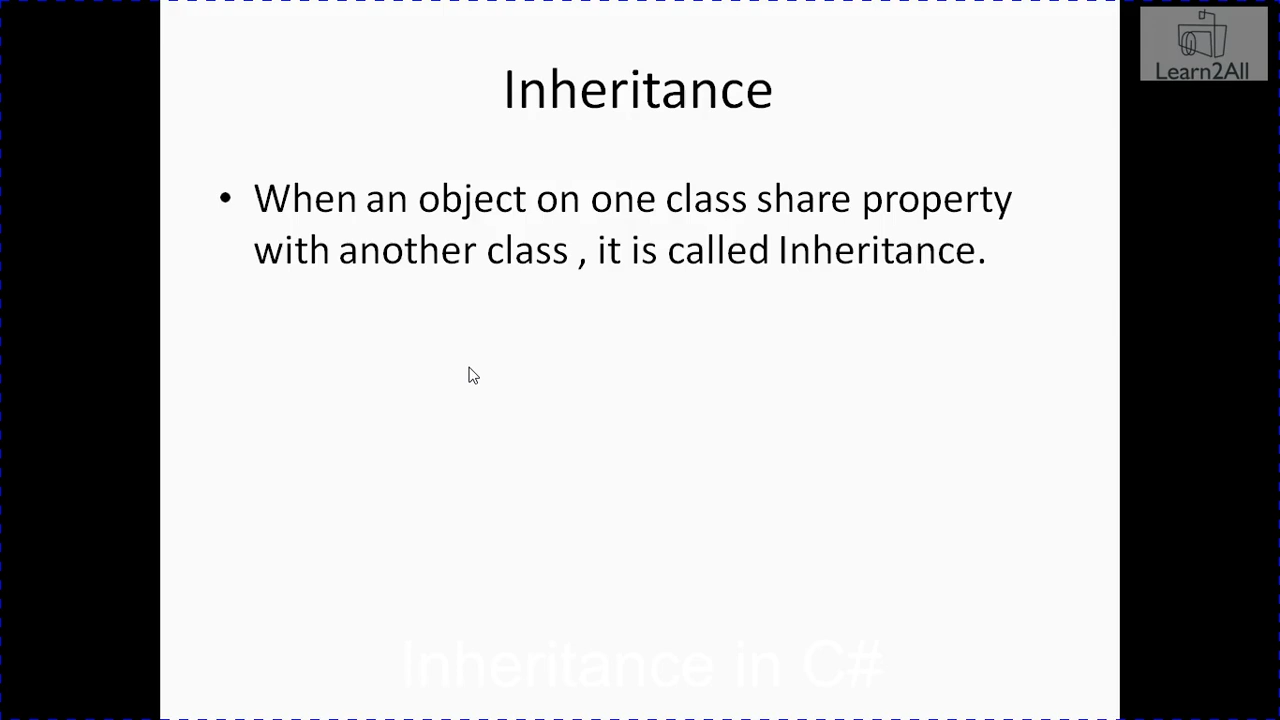 Learn2All
Inheritance
• When an object on one class share property
with another class , it is called Inheritance.
Inheritance in C#